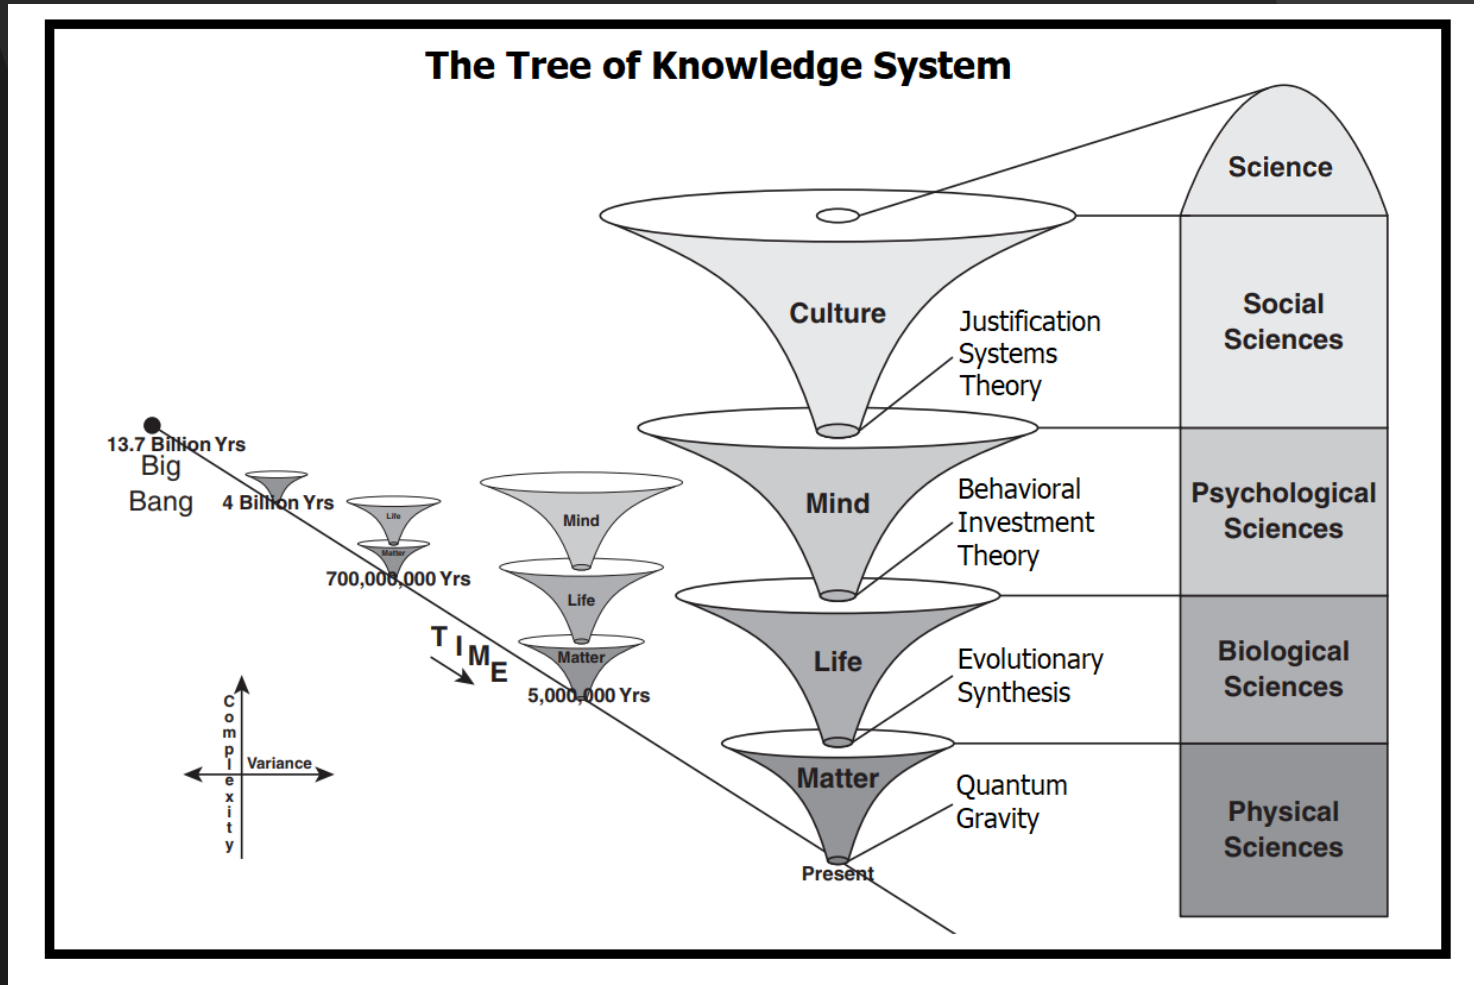 The Tree of Knowledge System
Science
Culture
Social
Sciences
Justification
Systems
Theory
13.7 Billion Yrs
Big
Bang
4 Billion Yrs
Life
Matter
700,000,000 Yrs
Mind
Life
Matter
5,000,000 Yrs
TIME
Mind
Behavioral
Investment
Theory
Psychological
Sciences
Life
Evolutionary
Synthesis
Biological
Sciences
Matter
Quantum
Gravity
Physical
Sciences
Present
Complexity
Variance